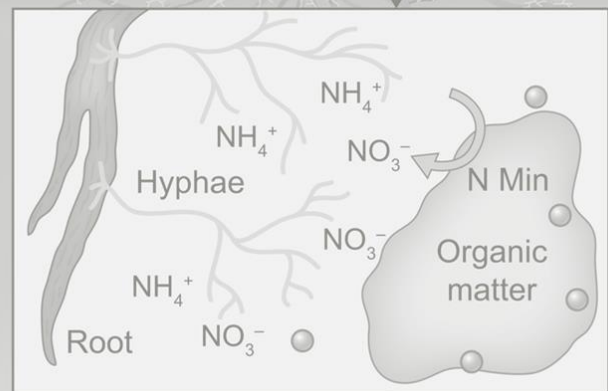 NH₄⁺
NH₄⁺
NO₃⁻
N Min
Hyphae
NO₃⁻
Organic
matter
NH₄⁺
NO₃⁻
Root